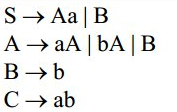 S → Aa | B
A → aA | bA | B
B → b
C → ab